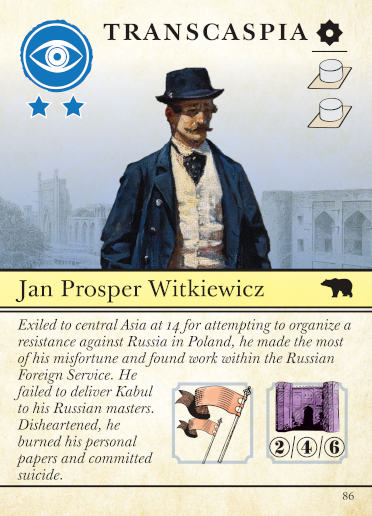 TRANSCASPIA
Jan Prosper Witkiewicz
Exiled to central Asia at 14 for attempting to organize a
resistance against Russia in Poland, he made the most
of his misfortune and found work within the Russian
Foreign Service. He
failed to deliver Kabul
to his Russian masters.
Disheartened, he
burned his personal
papers and committed
suicide.
2/4/6
86